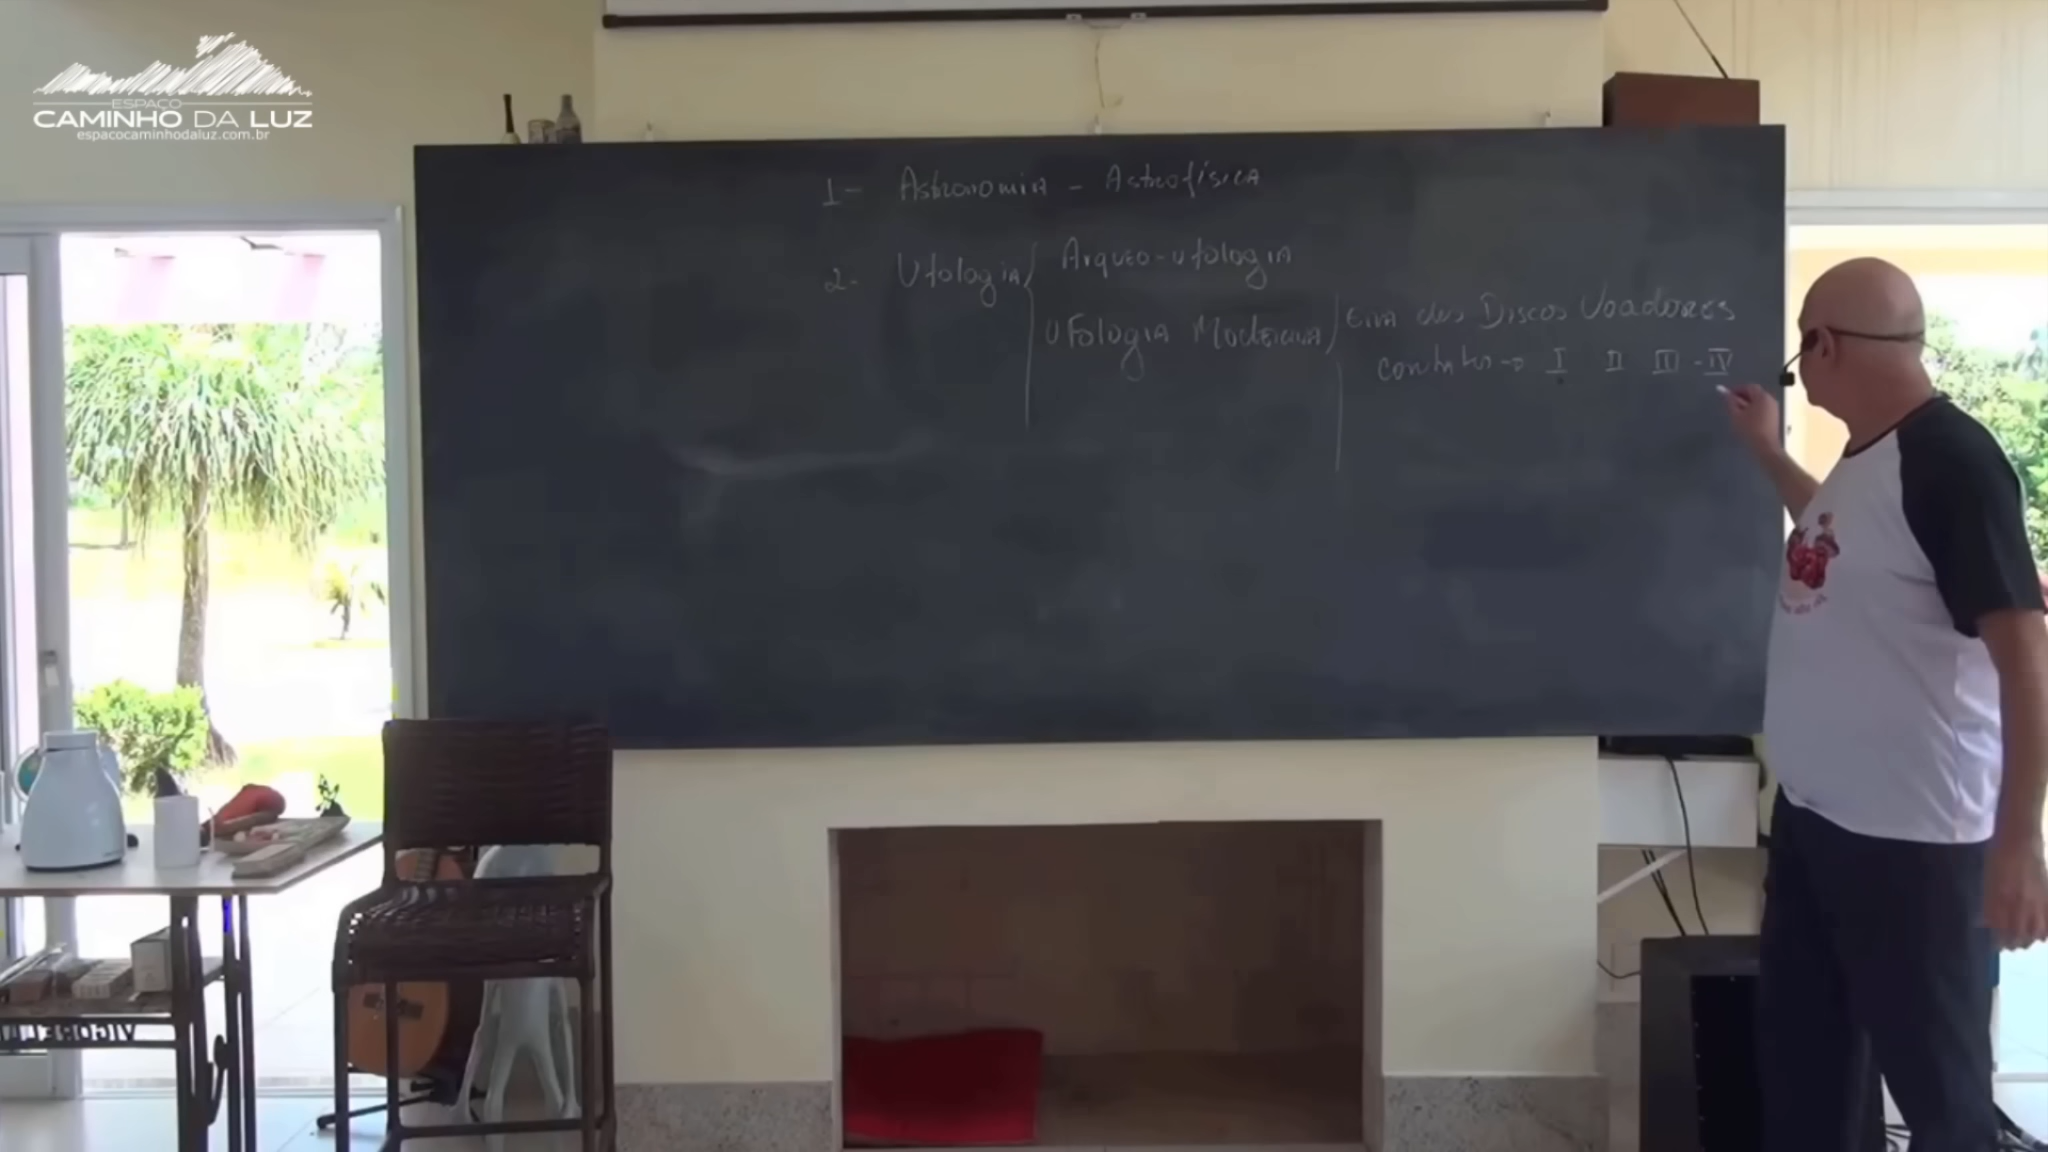 ESPAÇO
CAMINHO DA LUZ
espacocaminhodaluz.com.br
1- Astronomia - Astrofísica
2- Ufologia { Arqueo-ufologia
Ufologia Moderna { Era dos Discos Voadores
contatos → I II III - IV